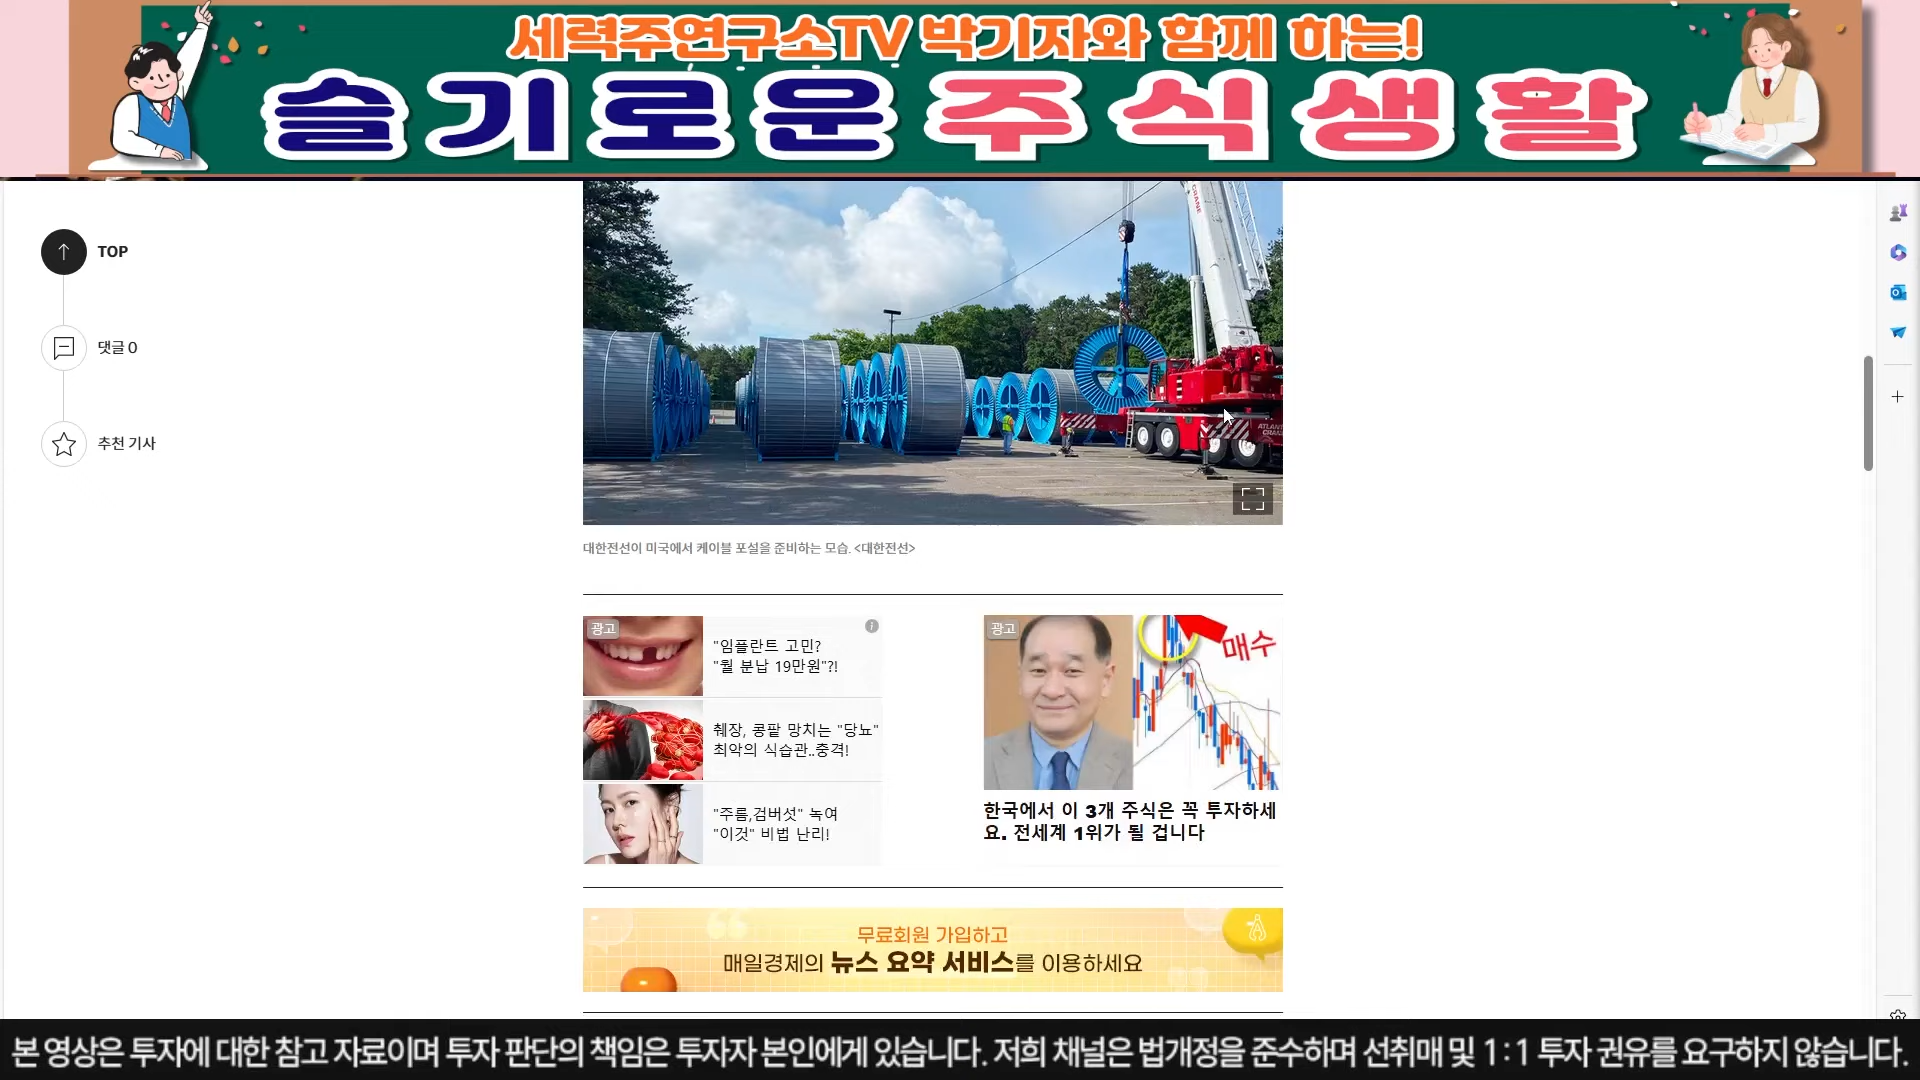 세력주연구소TV 박기자와 함께 하는!
슬기로운 주식생활
TOP
댓글 0
추천 기사
CRANE
대한전선이 미국에서 케이블 포설을 준비하는 모습. <대한전선>
광고
"임플란트 고민?
"월 분납 19만원"?!
췌장, 콩팥 망치는 "당뇨"
최악의 식습관..충격!
"주름,검버섯" 녹여
"이것" 비법 난리!
광고
매수
한국에서 이 3개 주식은 꼭 투자하세
요. 전세계 1위가 될 겁니다
무료회원 가입하고
매일경제의 뉴스 요약 서비스를 이용하세요
본 영상은 투자에 대한 참고 자료이며 투자 판단의 책임은 투자자 본인에게 있습니다. 저희 채널은 법개정을 준수하며 선취매 및 1:1 투자 권유를 요구하지 않습니다.